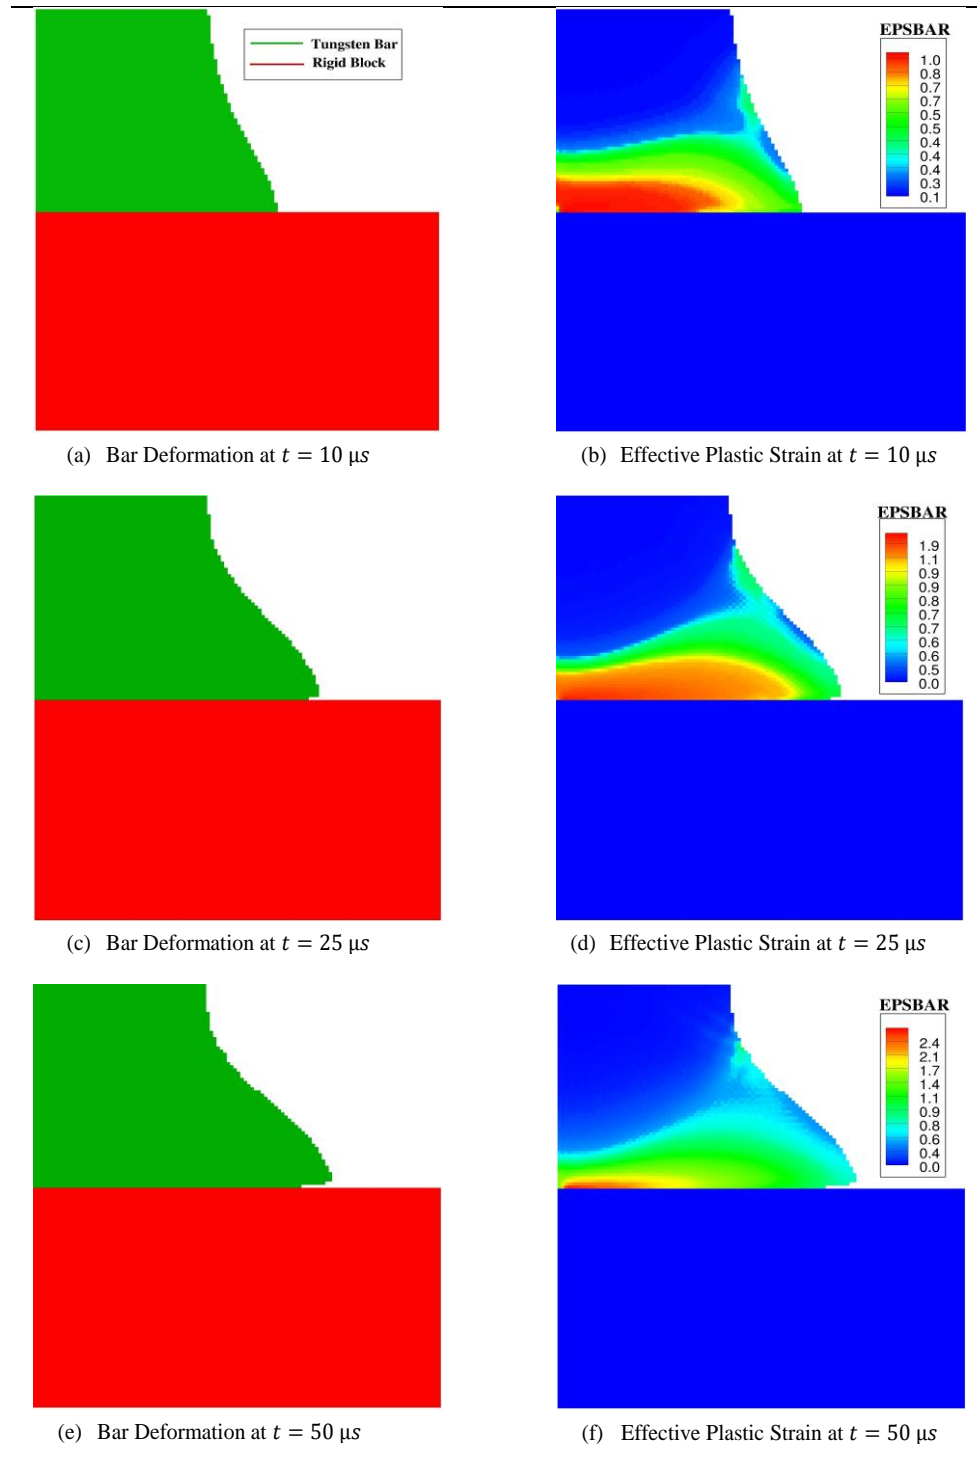 Tungsten Bar
Rigid Block
EPSBAR
1.0
0.8
0.7
0.7
0.5
0.5
0.4
0.4
0.3
0.1
(a) Bar Deformation at t = 10 μs
(b) Effective Plastic Strain at t = 10 μs
EPSBAR
1.9
1.1
0.9
0.9
0.8
0.7
0.6
0.6
0.5
0.0
(c) Bar Deformation at t = 25 μs
(d) Effective Plastic Strain at t = 25 μs
EPSBAR
2.4
2.1
1.7
1.4
1.1
0.9
0.8
0.6
0.4
0.0
(e) Bar Deformation at t = 50 μs
(f) Effective Plastic Strain at t = 50 μs